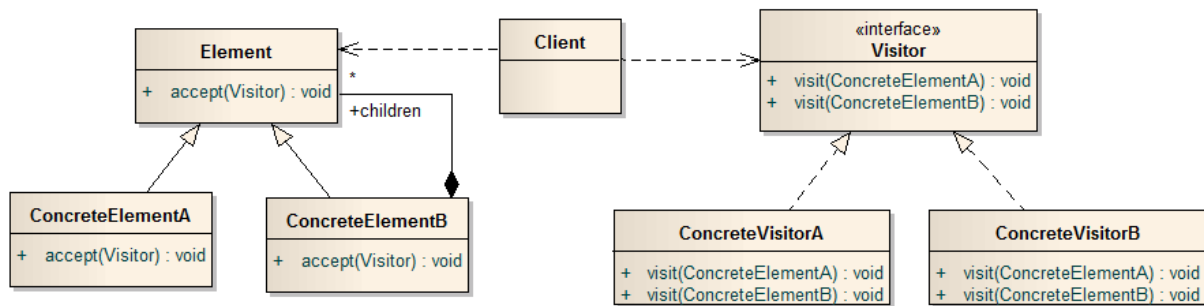 Element
+ accept(Visitor) : void
Client
«interface»
Visitor
+ visit(ConcreteElementA) : void
+ visit(ConcreteElementB) : void
*
+children
ConcreteElementA
+ accept(Visitor) : void
ConcreteElementB
+ accept(Visitor) : void
ConcreteVisitorA
+ visit(ConcreteElementA) : void
+ visit(ConcreteElementB) : void
ConcreteVisitorB
+ visit(ConcreteElementA) : void
+ visit(ConcreteElementB) : void